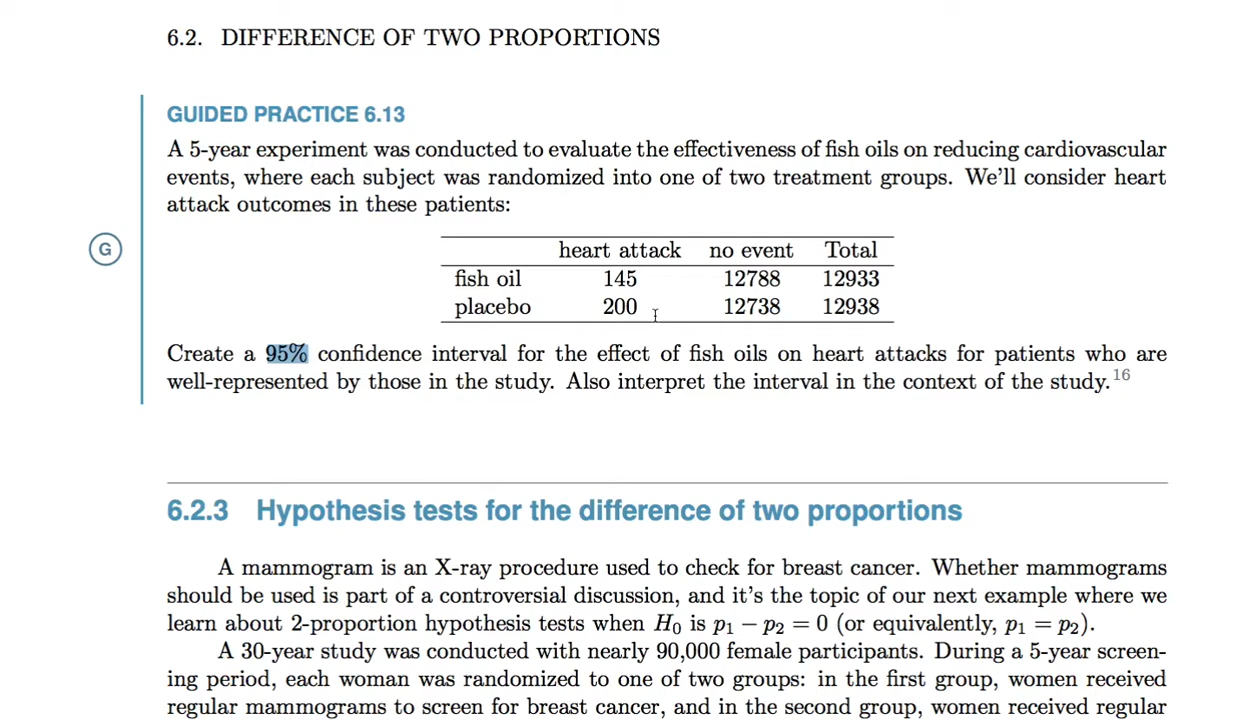 6.2. DIFFERENCE OF TWO PROPORTIONS
GUIDED PRACTICE 6.13
A 5-year experiment was conducted to evaluate the effectiveness of fish oils on reducing cardiovascular
events, where each subject was randomized into one of two treatment groups. We'll consider heart
attack outcomes in these patients:
G
heart attack no event Total
fish oil 145 12788 12933
placebo 200 12738 12938
Create a 95% confidence interval for the effect of fish oils on heart attacks for patients who are
well-represented by those in the study. Also interpret the interval in the context of the study.16
6.2.3 Hypothesis tests for the difference of two proportions
A mammogram is an X-ray procedure used to check for breast cancer. Whether mammograms
should be used is part of a controversial discussion, and it's the topic of our next example where we
learn about 2-proportion hypothesis tests when H0 is p1 − p2 = 0 (or equivalently, p1 = p2).
A 30-year study was conducted with nearly 90,000 female participants. During a 5-year screen-
ing period, each woman was randomized to one of two groups: in the first group, women received
regular mammograms to screen for breast cancer, and in the second group, women received regular